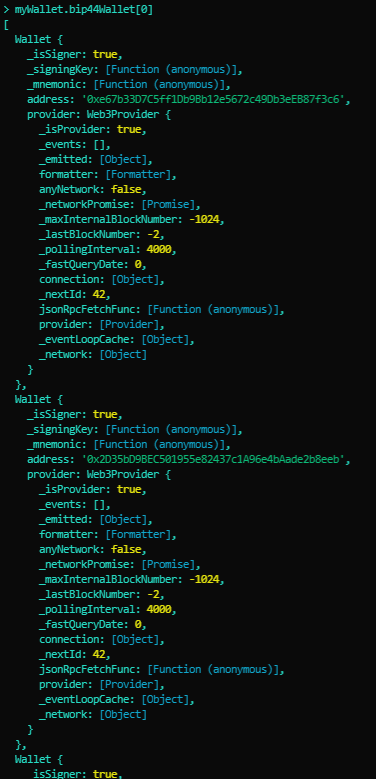 > myWallet.bip44Wallet[0]
[
  Wallet {
    _isSigner: true,
    _signingKey: [Function (anonymous)],
    _mnemonic: [Function (anonymous)],
    address: '0xe67b33D7C5ff1Db9Bb12e5672c49Db3eEB87f3c6',
    provider: Web3Provider {
      _isProvider: true,
      _events: [],
      _emitted: [Object],
      formatter: [Formatter],
      anyNetwork: false,
      _networkPromise: [Promise],
      _maxInternalBlockNumber: -1024,
      _lastBlockNumber: -2,
      _pollingInterval: 4000,
      _fastQueryDate: 0,
      connection: [Object],
      _nextId: 42,
      jsonRpcFetchFunc: [Function (anonymous)],
      provider: [Provider],
      _eventLoopCache: [Object],
      _network: [Object]
    }
  },
  Wallet {
    _isSigner: true,
    _signingKey: [Function (anonymous)],
    _mnemonic: [Function (anonymous)],
    address: '0x2D35bD9BEC501955e82437c1A96e4bAade2b8eeb',
    provider: Web3Provider {
      _isProvider: true,
      _events: [],
      _emitted: [Object],
      formatter: [Formatter],
      anyNetwork: false,
      _networkPromise: [Promise],
      _maxInternalBlockNumber: -1024,
      _lastBlockNumber: -2,
      _pollingInterval: 4000,
      _fastQueryDate: 0,
      connection: [Object],
      _nextId: 42,
      jsonRpcFetchFunc: [Function (anonymous)],
      provider: [Provider],
      _eventLoopCache: [Object],
      _network: [Object]
    }
  },
  Wallet {
    _isSigner: true,